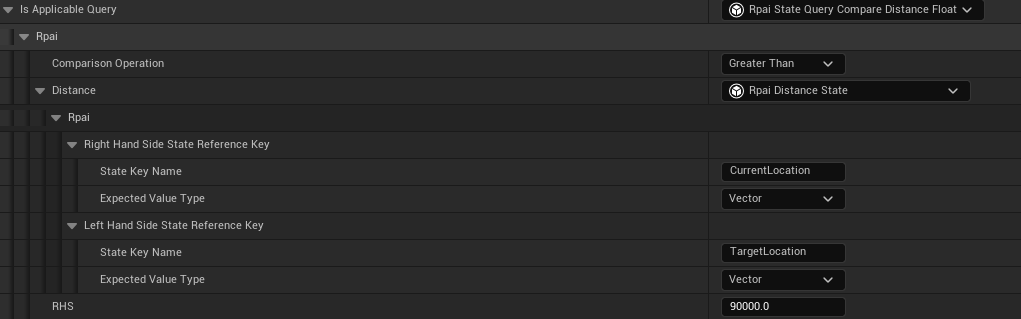 Is Applicable Query Rpai State Query Compare Distance Float
Rpai
Comparison Operation Greater Than
Distance Rpai Distance State
Rpai
Right Hand Side State Reference Key
State Key Name CurrentLocation
Expected Value Type Vector
Left Hand Side State Reference Key
State Key Name TargetLocation
Expected Value Type Vector
RHS 90000.0